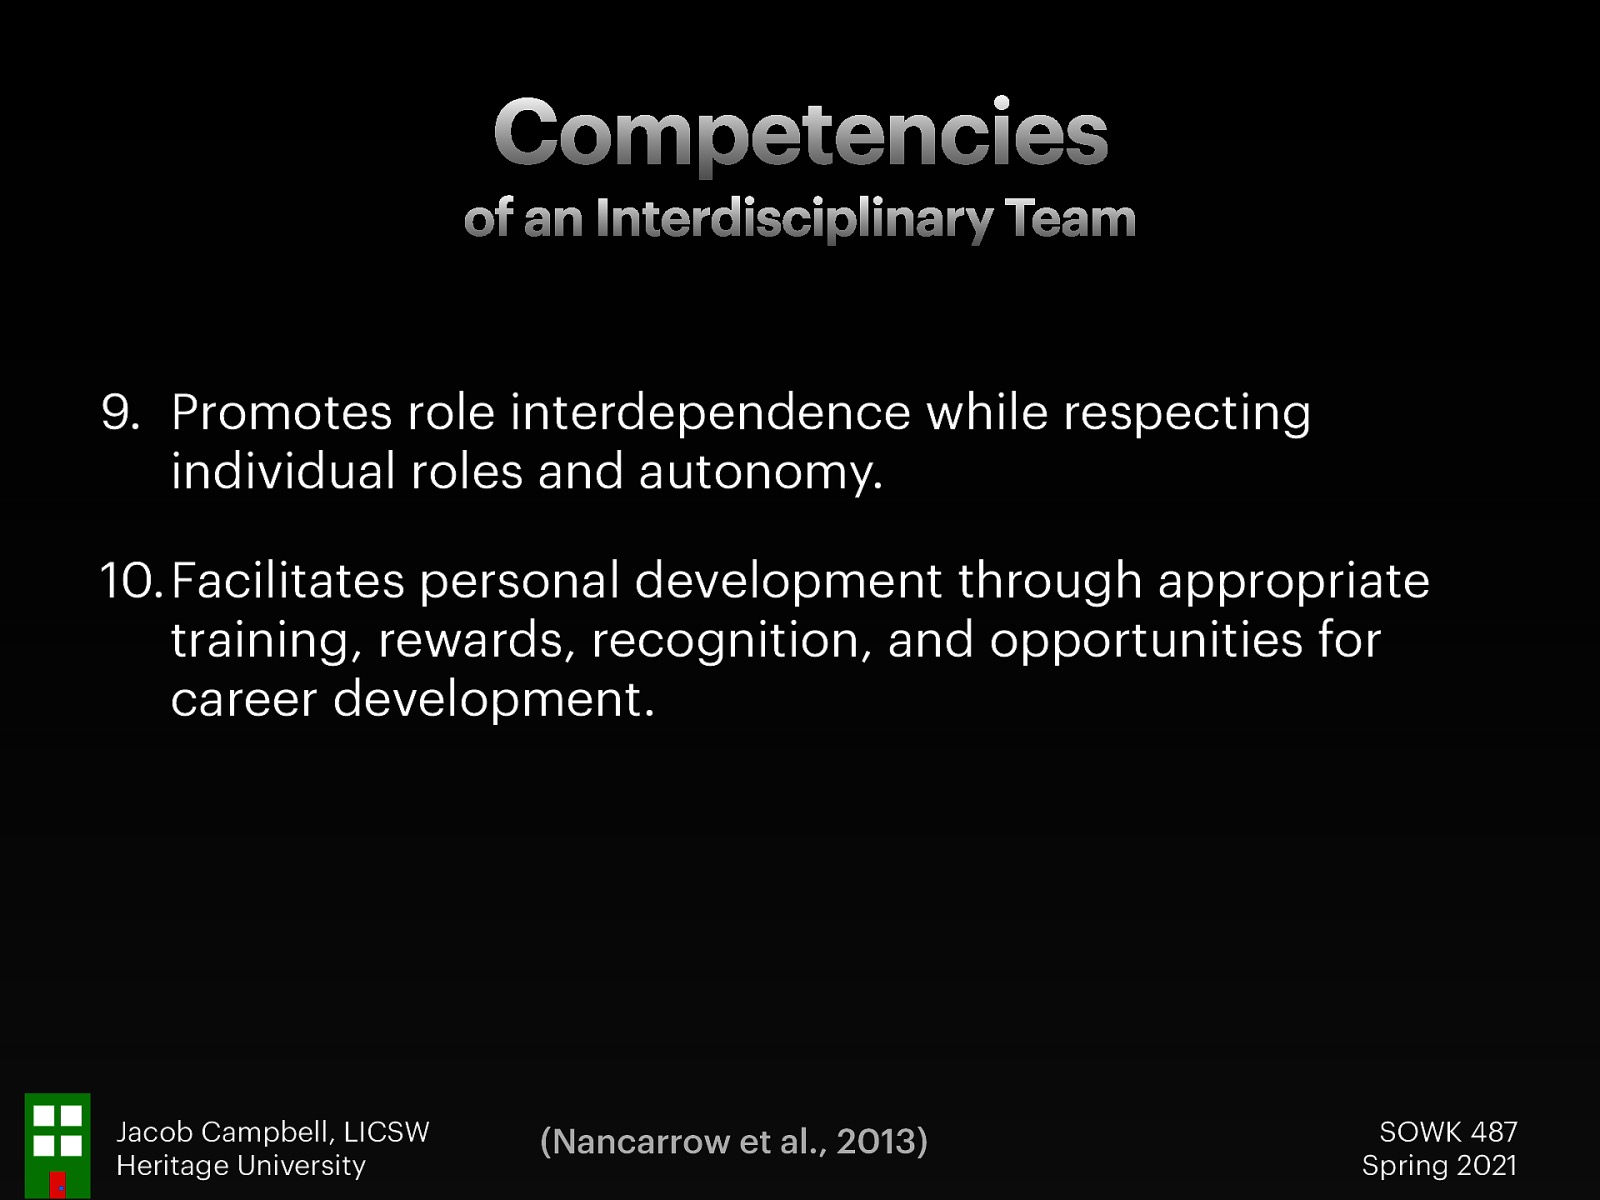 Competencies
of an Interdisciplinary Team
9. Promotes role interdependence while respecting
individual roles and autonomy.
10. Facilitates personal development through appropriate
training, rewards, recognition, and opportunities for
career development.
Jacob Campbell, LICSW
Heritage University
(Nancarrow et al., 2013)
SOWK 487
Spring 2021